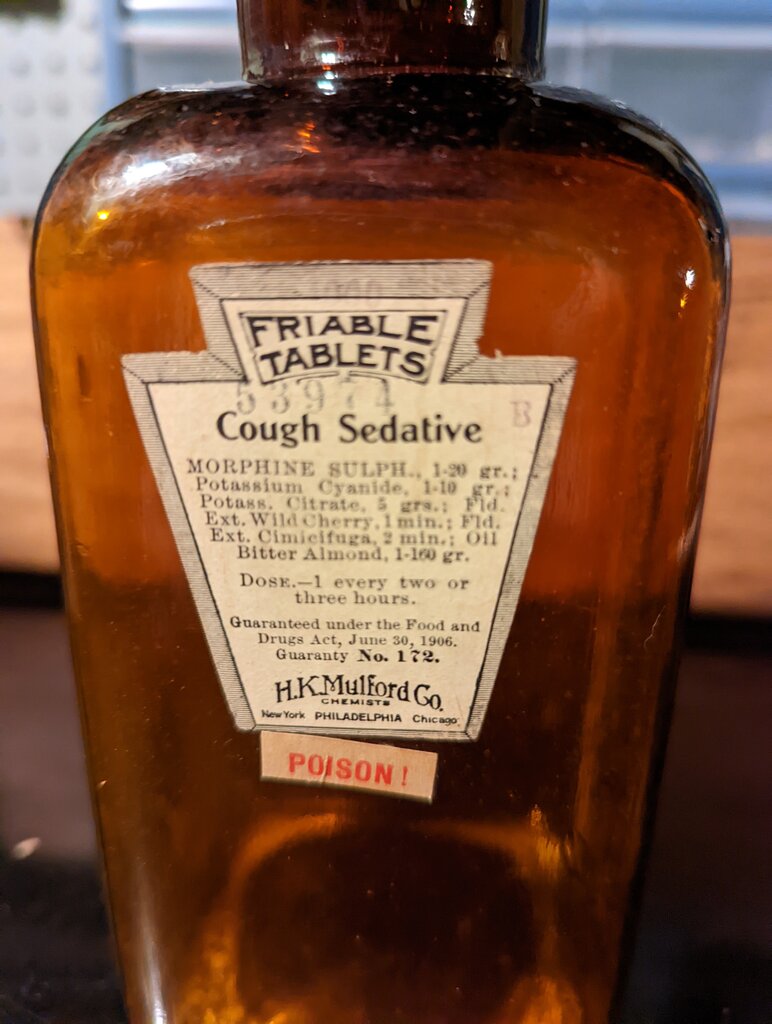 1000
FRIABLE
TABLETS
53974
B
Cough Sedative
MORPHINE SULPH., 1-20 gr.;
Potassium Cyanide, 1-10 gr.;
Potass. Citrate, 5 grs.; Fld.
Ext. Wild Cherry, 1 min.; Fld.
Ext. Cimicifuga, 2 min.; Oil
Bitter Almond, 1-160 gr.
DOSE.—1 every two or
three hours.
Guaranteed under the Food and
Drugs Act, June 30, 1906.
Guaranty No. 172.
H.K.Mulford Co.
CHEMISTS
New York PHILADELPHIA Chicago
POISON!